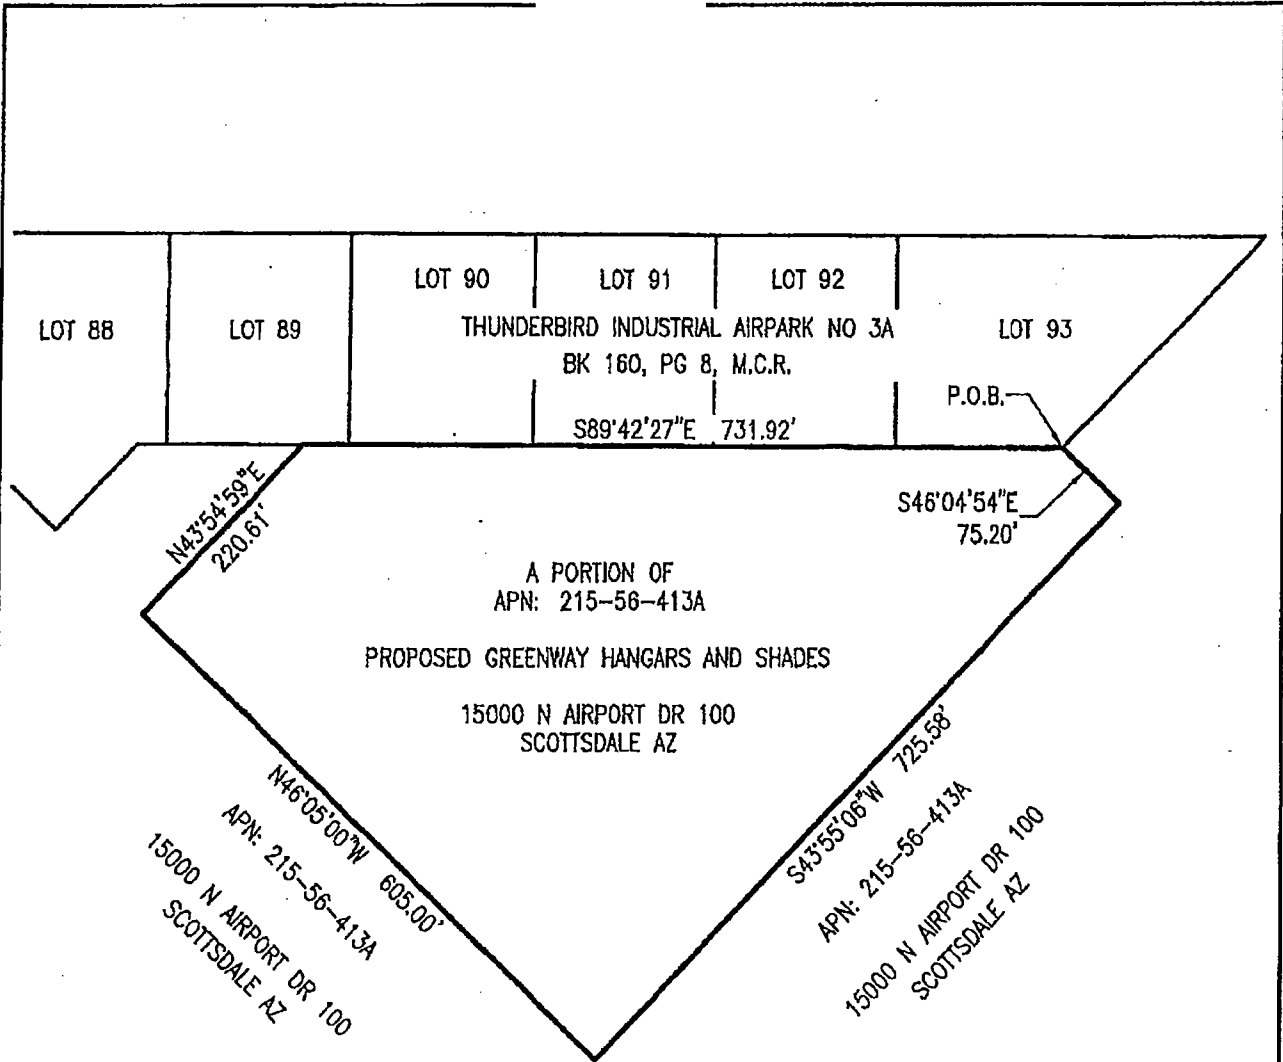 LOT 88
LOT 89
LOT 90
LOT 91
LOT 92
LOT 93
THUNDERBIRD INDUSTRIAL AIRPARK NO 3A
BK 160, PG 8, M.C.R.
P.O.B.
S89°42'27"E 731.92'
S46°04'54"E
75.20'
N43°54'59"E
220.61'
A PORTION OF
APN: 215-56-413A
PROPOSED GREENWAY HANGARS AND SHADES
15000 N AIRPORT DR 100
SCOTTSDALE AZ
N46°05'00"W 605.00'
APN: 215-56-413A
15000 N AIRPORT DR 100
SCOTTSDALE AZ
S43°55'06"W 725.58'
APN: 215-56-413A
15000 N AIRPORT DR 100
SCOTTSDALE AZ